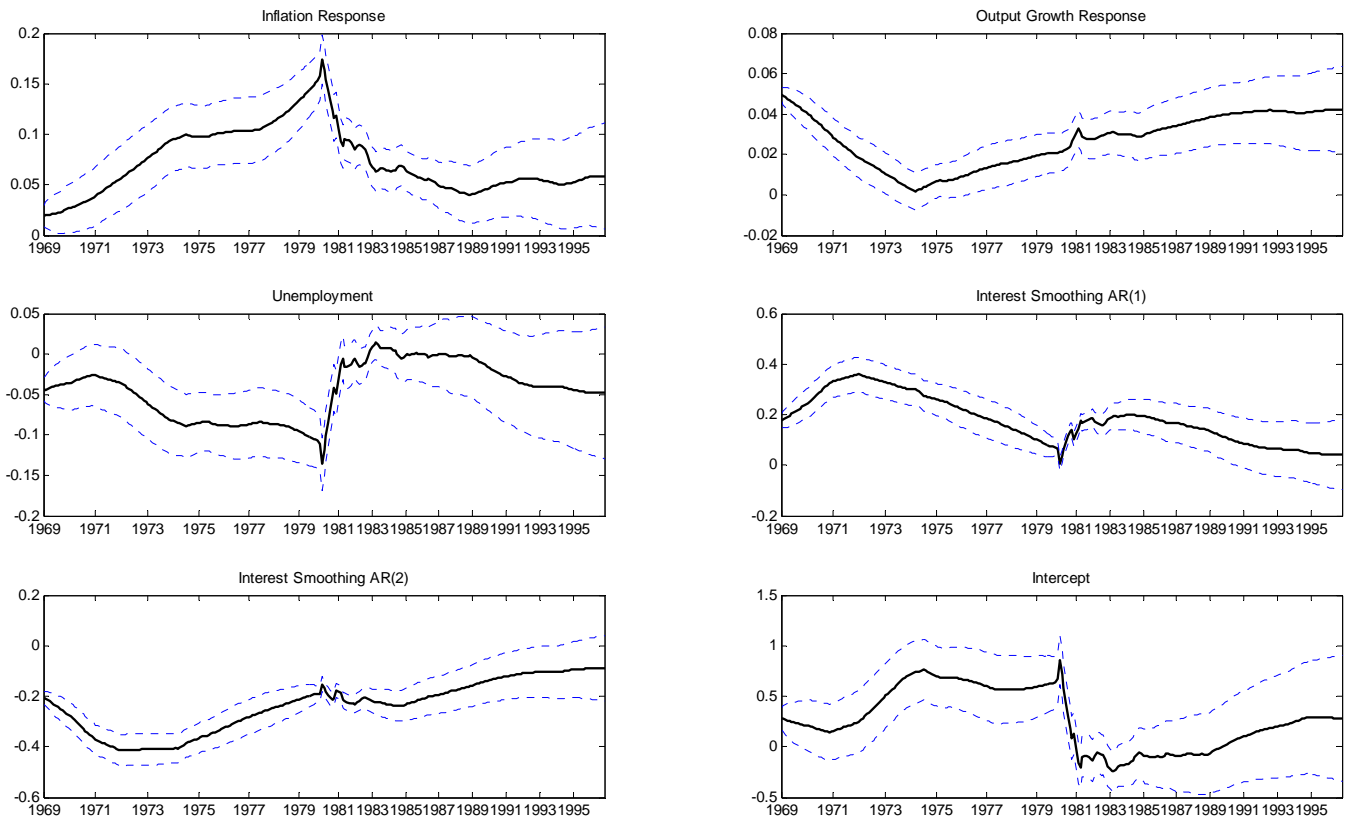 Inflation Response
0.2
0.15
0.1
0.05
0
1969 1971 1973 1975 1977 1979 1981 1983 1985 1987 1989 1991 1993 1995
Output Growth Response
0.08
0.06
0.04
0.02
0
-0.02
1969 1971 1973 1975 1977 1979 1981 1983 1985 1987 1989 1991 1993 1995
Unemployment
0.05
0
-0.05
-0.1
-0.15
-0.2
1969 1971 1973 1975 1977 1979 1981 1983 1985 1987 1989 1991 1993 1995
Interest Smoothing AR(1)
0.6
0.4
0.2
0
-0.2
1969 1971 1973 1975 1977 1979 1981 1983 1985 1987 1989 1991 1993 1995
Interest Smoothing AR(2)
0.2
0
-0.2
-0.4
-0.6
1969 1971 1973 1975 1977 1979 1981 1983 1985 1987 1989 1991 1993 1995
Intercept
1.5
1
0.5
0
-0.5
1969 1971 1973 1975 1977 1979 1981 1983 1985 1987 1989 1991 1993 1995